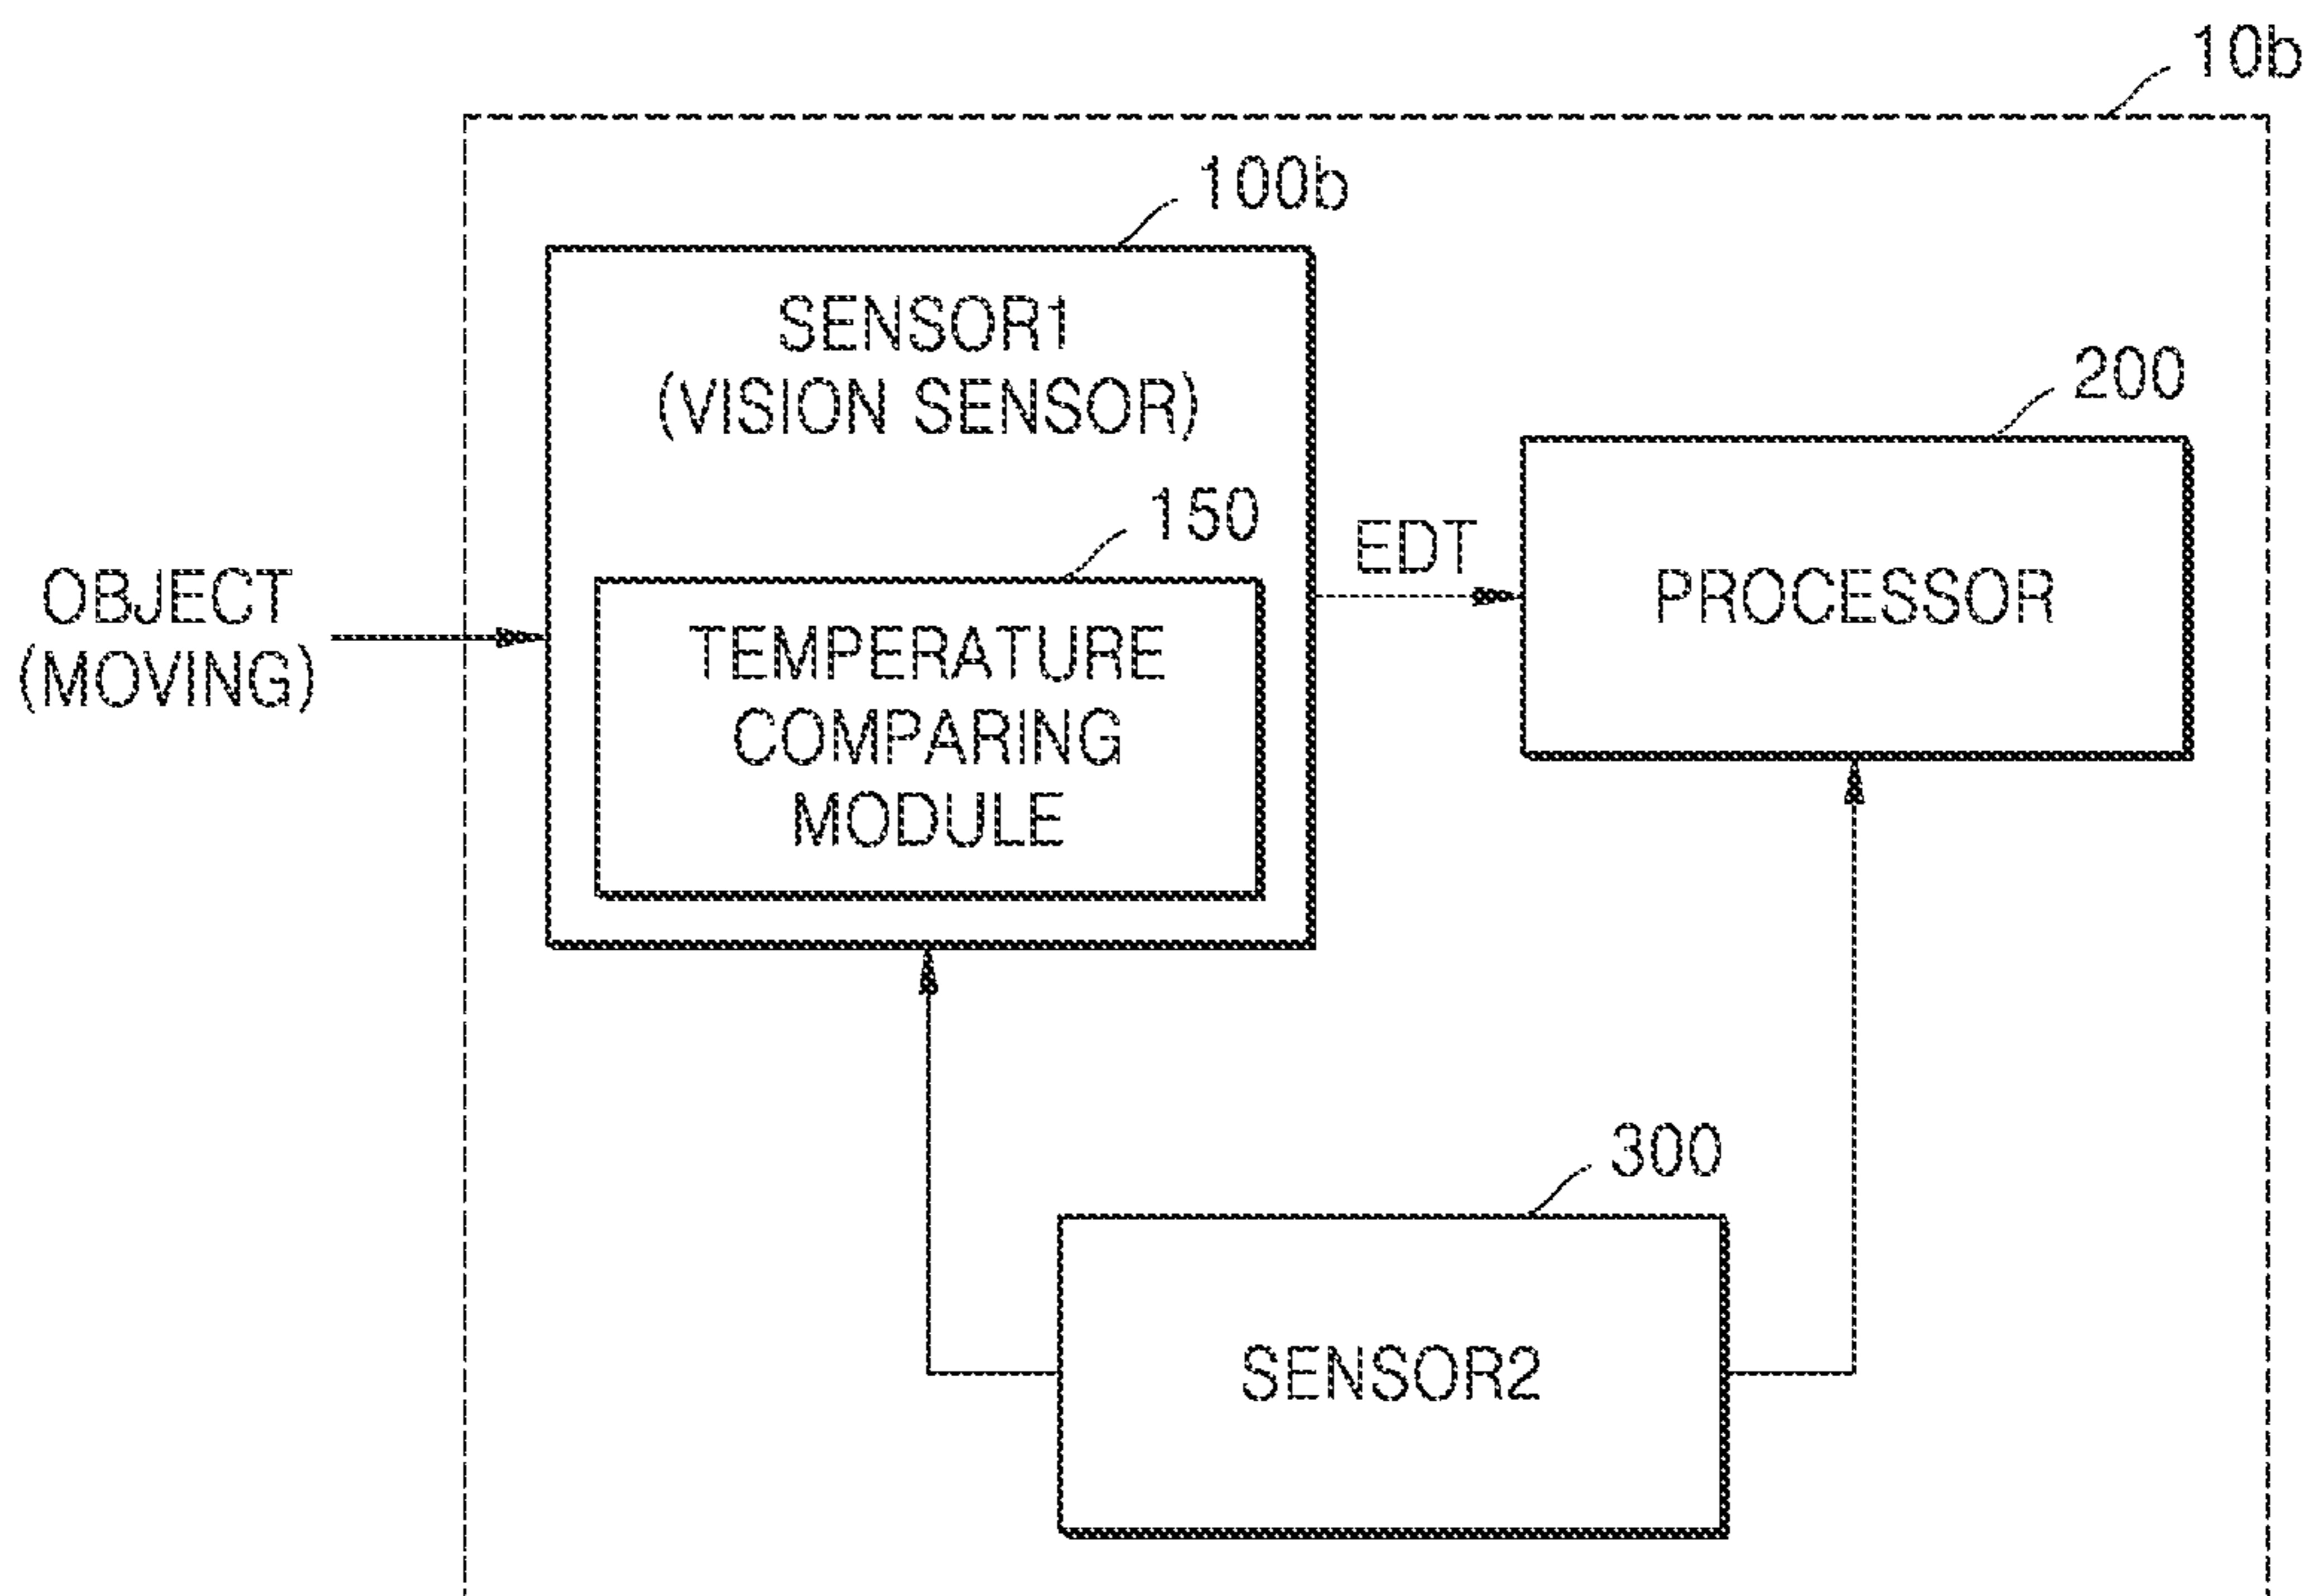 10b
100b
SENSOR1
(VISION SENSOR)
200
150
EDT
OBJECT
(MOVING)
TEMPERATURE
COMPARING
MODULE
PROCESSOR
300
SENSOR2